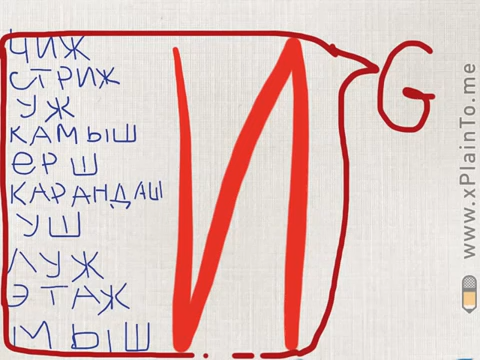 ЧИЖ
СТРИЖ
УЖ
КАМЫШ
ЕРШ
КАРАНДАШ
УШ
ЛУЖ
ЭТАЖ
МЫШ
И
G
www.xPlainTo.me